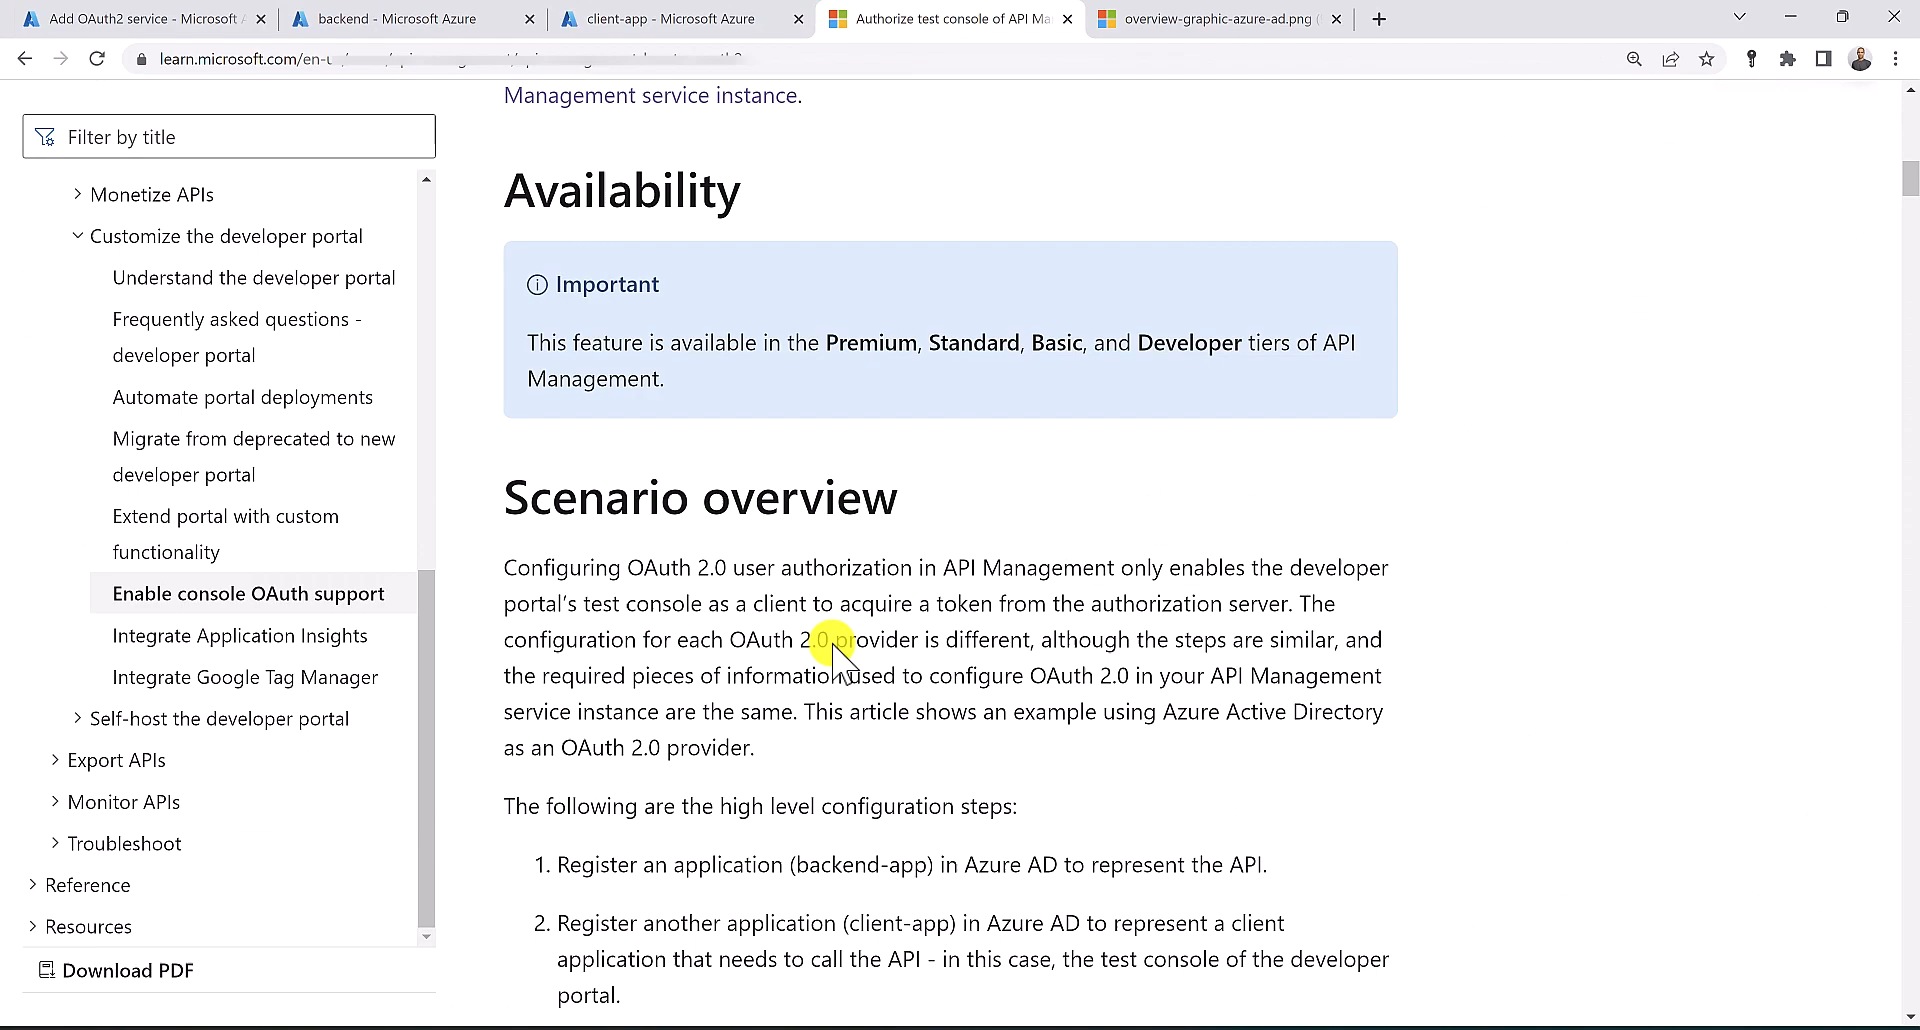 Add OAuth2 service - Microsoft A
backend - Microsoft Azure
client-app - Microsoft Azure
Authorize test console of API Ma
overview-graphic-azure-ad.png (
learn.microsoft.com/en-u
Management service instance.
Filter by title
Monetize APIs
Customize the developer portal
Understand the developer portal
Frequently asked questions -
developer portal
Automate portal deployments
Migrate from deprecated to new
developer portal
Extend portal with custom
functionality
Enable console OAuth support
Integrate Application Insights
Integrate Google Tag Manager
Self-host the developer portal
Export APIs
Monitor APIs
Troubleshoot
Reference
Resources
Download PDF
Availability
Important
This feature is available in the Premium, Standard, Basic, and Developer tiers of API
Management.
Scenario overview
Configuring OAuth 2.0 user authorization in API Management only enables the developer
portal's test console as a client to acquire a token from the authorization server. The
configuration for each OAuth 2.0 provider is different, although the steps are similar, and
the required pieces of information used to configure OAuth 2.0 in your API Management
service instance are the same. This article shows an example using Azure Active Directory
as an OAuth 2.0 provider.
The following are the high level configuration steps:
1. Register an application (backend-app) in Azure AD to represent the API.
2. Register another application (client-app) in Azure AD to represent a client
application that needs to call the API - in this case, the test console of the developer
portal.